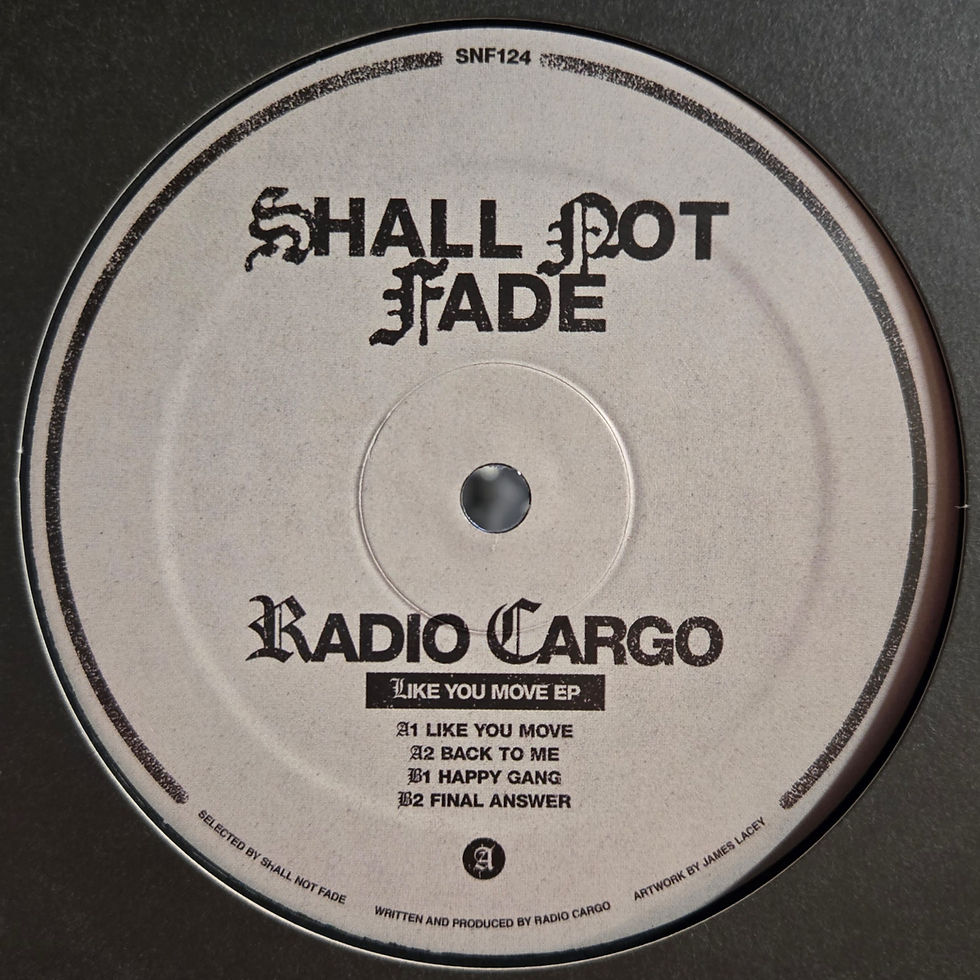 SNF124
SHALL NOT
FADE
RADIO CARGO
LIKE YOU MOVE EP
A1 LIKE YOU MOVE
A2 BACK TO ME
B1 HAPPY GANG
B2 FINAL ANSWER
A
SELECTED BY SHALL NOT FADE
WRITTEN AND PRODUCED BY RADIO CARGO
ARTWORK BY JAMES LACEY